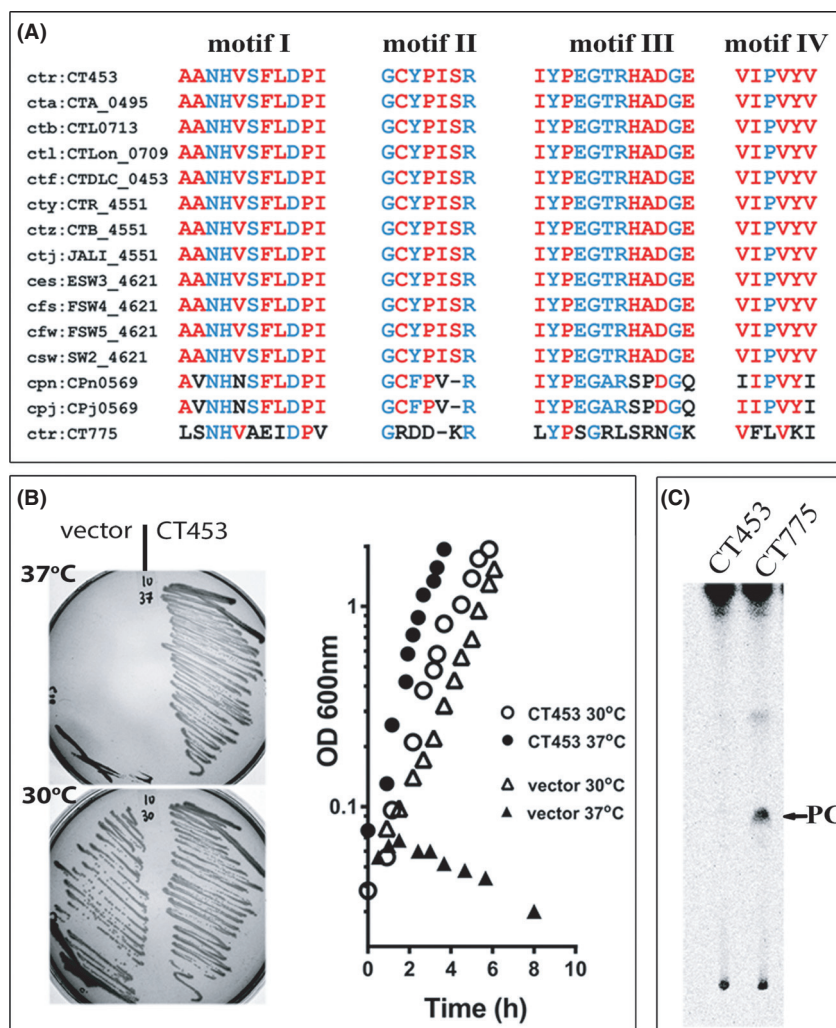 (A)
motif I motif II motif III motif IV
ctr:CT453 AANHVSFLDPI GCYPISR IYPEGTRHADGE VIPVYV
cta:CTA_0495 AANHVSFLDPI GCYPISR IYPEGTRHADGE VIPVYV
ctb:CTL0713 AANHVSFLDPI GCYPISR IYPEGTRHADGE VIPVYV
ctl:CTLon_0709 AANHVSFLDPI GCYPISR IYPEGTRHADGE VIPVYV
ctf:CTDLC_0453 AANHVSFLDPI GCYPISR IYPEGTRHADGE VIPVYV
cty:CTR_4551 AANHVSFLDPI GCYPISR IYPEGTRHADGE VIPVYV
ctz:CTB_4551 AANHVSFLDPI GCYPISR IYPEGTRHADGE VIPVYV
ctj:JALI_4551 AANHVSFLDPI GCYPISR IYPEGTRHADGE VIPVYV
ces:ESW3_4621 AANHVSFLDPI GCYPISR IYPEGTRHADGE VIPVYV
cfs:FSW4_4621 AANHVSFLDPI GCYPISR IYPEGTRHADGE VIPVYV
cfw:FSW5_4621 AANHVSFLDPI GCYPISR IYPEGTRHADGE VIPVYV
csw:SW2_4621 AANHVSFLDPI GCYPISR IYPEGTRHADGE VIPVYV
cpn:CPn0569 AVNHNSFLDPI GCFPV-R IYPEGARSPDGQ IIPVYI
cpj:CPj0569 AVNHNSFLDPI GCFPV-R IYPEGARSPDGQ IIPVYI
ctr:CT775 LSNHVAEIDPV GRDD-KR LYPSGRLSRNGK VFLVKI
(B)
vector CT453
37°C
10
37
30°C
10
30
OD 600nm
1
0.1
0 2 4 6 8 10
Time (h)
CT453 30°C
CT453 37°C
vector 30°C
vector 37°C
(C)
CT453
CT775